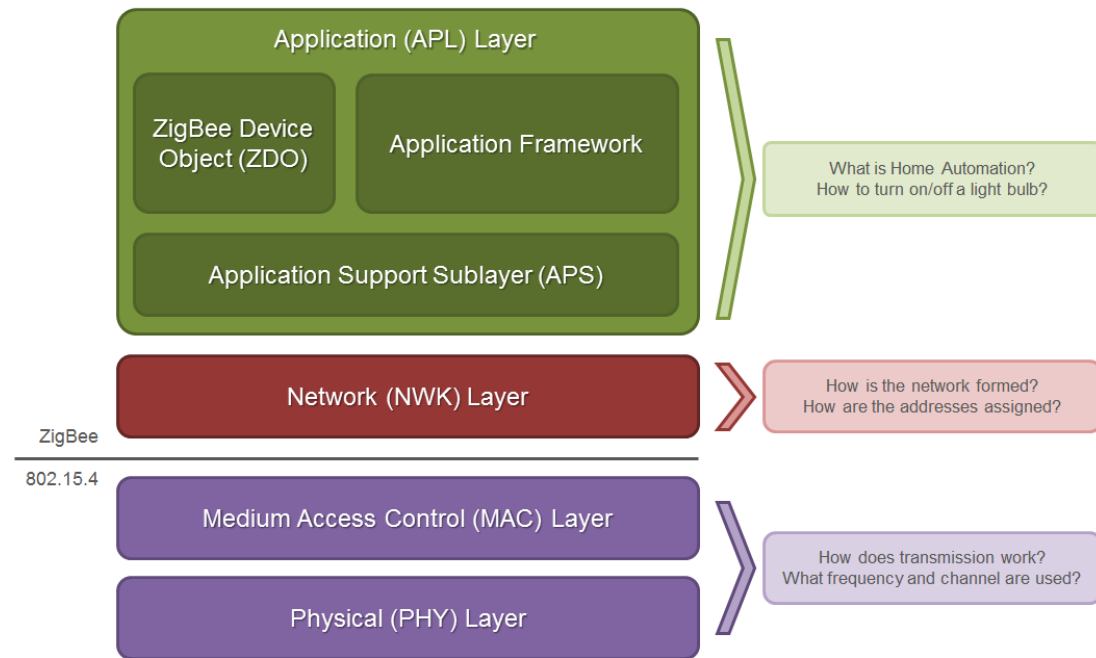 Application (APL) Layer
ZigBee Device
Object (ZDO)
Application Framework
Application Support Sublayer (APS)
What is Home Automation?
How to turn on/off a light bulb?
Network (NWK) Layer
How is the network formed?
How are the addresses assigned?
ZigBee
802.15.4
Medium Access Control (MAC) Layer
How does transmission work?
What frequency and channel are used?
Physical (PHY) Layer